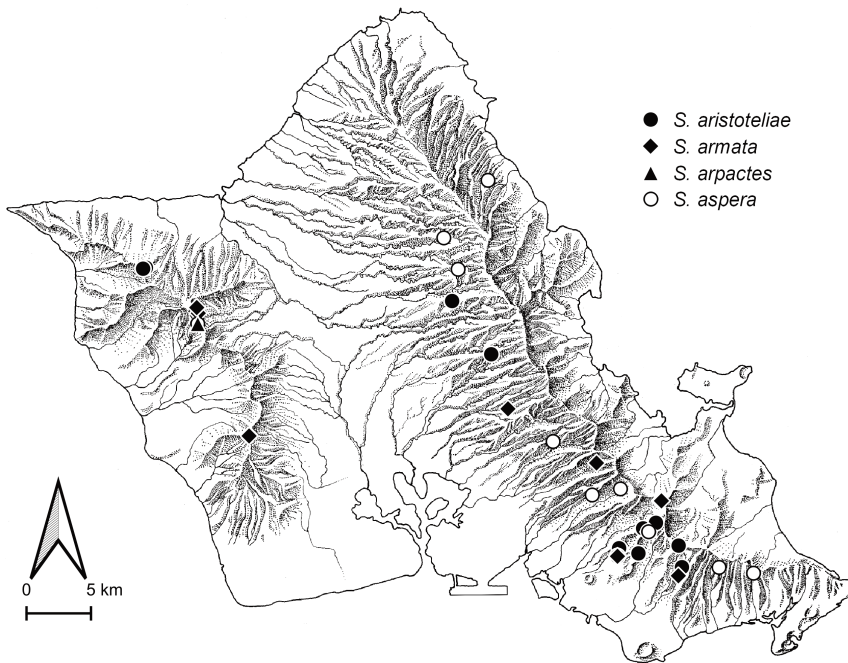 S. aristoteliae
S. armata
S. arpactes
S. aspera
0 5 km